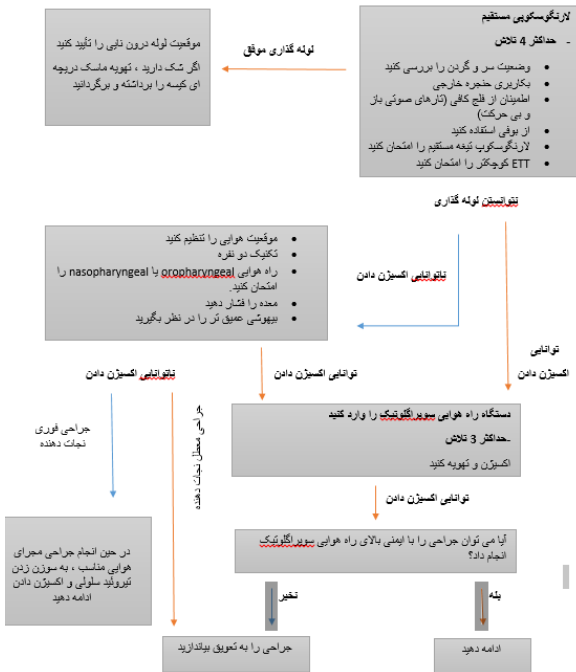 لارنگوسکوپی مستقیم
- حداکثر 4 تلاش
• وضعیت سر و گردن را بررسی کنید
• بکاربری حنجره خارجی
• اطمینان از فلج کافی (تارهای صوتی باز
و بی حرکت)
• از بوفی استفاده کنید
• لارنگوسکوپ تیغه مستقیم را امتحان کنید
• ETT کوچکتر را امتحان کنید
لوله گذاری موفق
موقعیت لوله درون نایی را تأیید کنید
اگر شک دارید ، تهویه ماسک دریچه
ای کیسه را برداشته و برگردانید
نتوانستن لوله گذاری
ناتوانایی اکسیژن دادن
توانایی
اکسیژن دادن
• موقعیت هوایی را تنظیم کنید
• تکنیک دو نفره
• راه هوایی oropharyngeal یا nasopharyngeal را
امتحان کنید.
• معده را فشار دهید
• بیهوشی عمیق تر را در نظر بگیرید
ناتوانایی اکسیژن دادن
توانایی اکسیژن دادن
جراحی فوری
نجات دهنده
جراحی معطل نجات دهنده
دستگاه راه هوایی سوپراگلوتیک را وارد کنید
-حداکثر 3 تلاش
اکسیژن و تهویه کنید
توانایی اکسیژن دادن
در حین انجام جراحی مجرای
هوایی مناسب ، به سوزن زدن
تیرولید سلولی و اکسیژن دادن
ادامه دهید
آیا می توان جراحی را با ایمنی بالای راه هوایی سوپراگلوتیک
انجام داد؟
نخیر
بله
جراحی را به تعویق بیاندازید
ادامه دهید